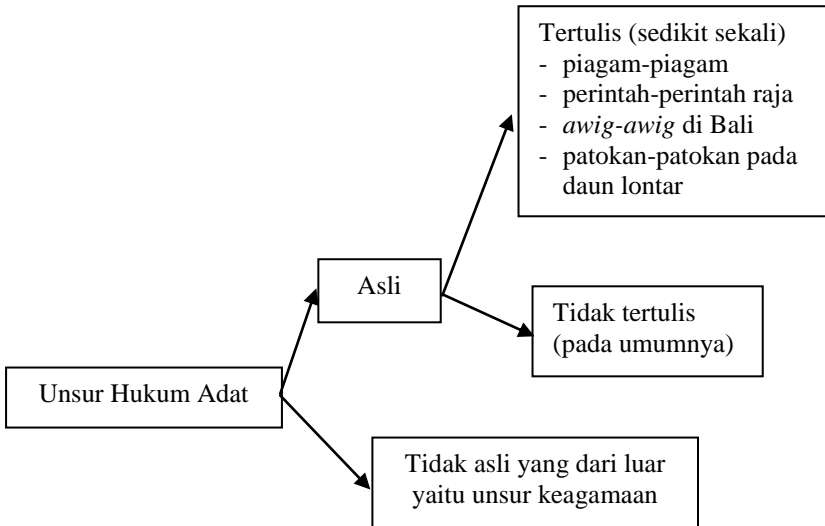 Tertulis (sedikit sekali)
- piagam-piagam
- perintah-perintah raja
- awig-awig di Bali
- patokan-patokan pada
daun lontar
Asli
Tidak tertulis
(pada umumnya)
Unsur Hukum Adat
Tidak asli yang dari luar
yaitu unsur keagamaan